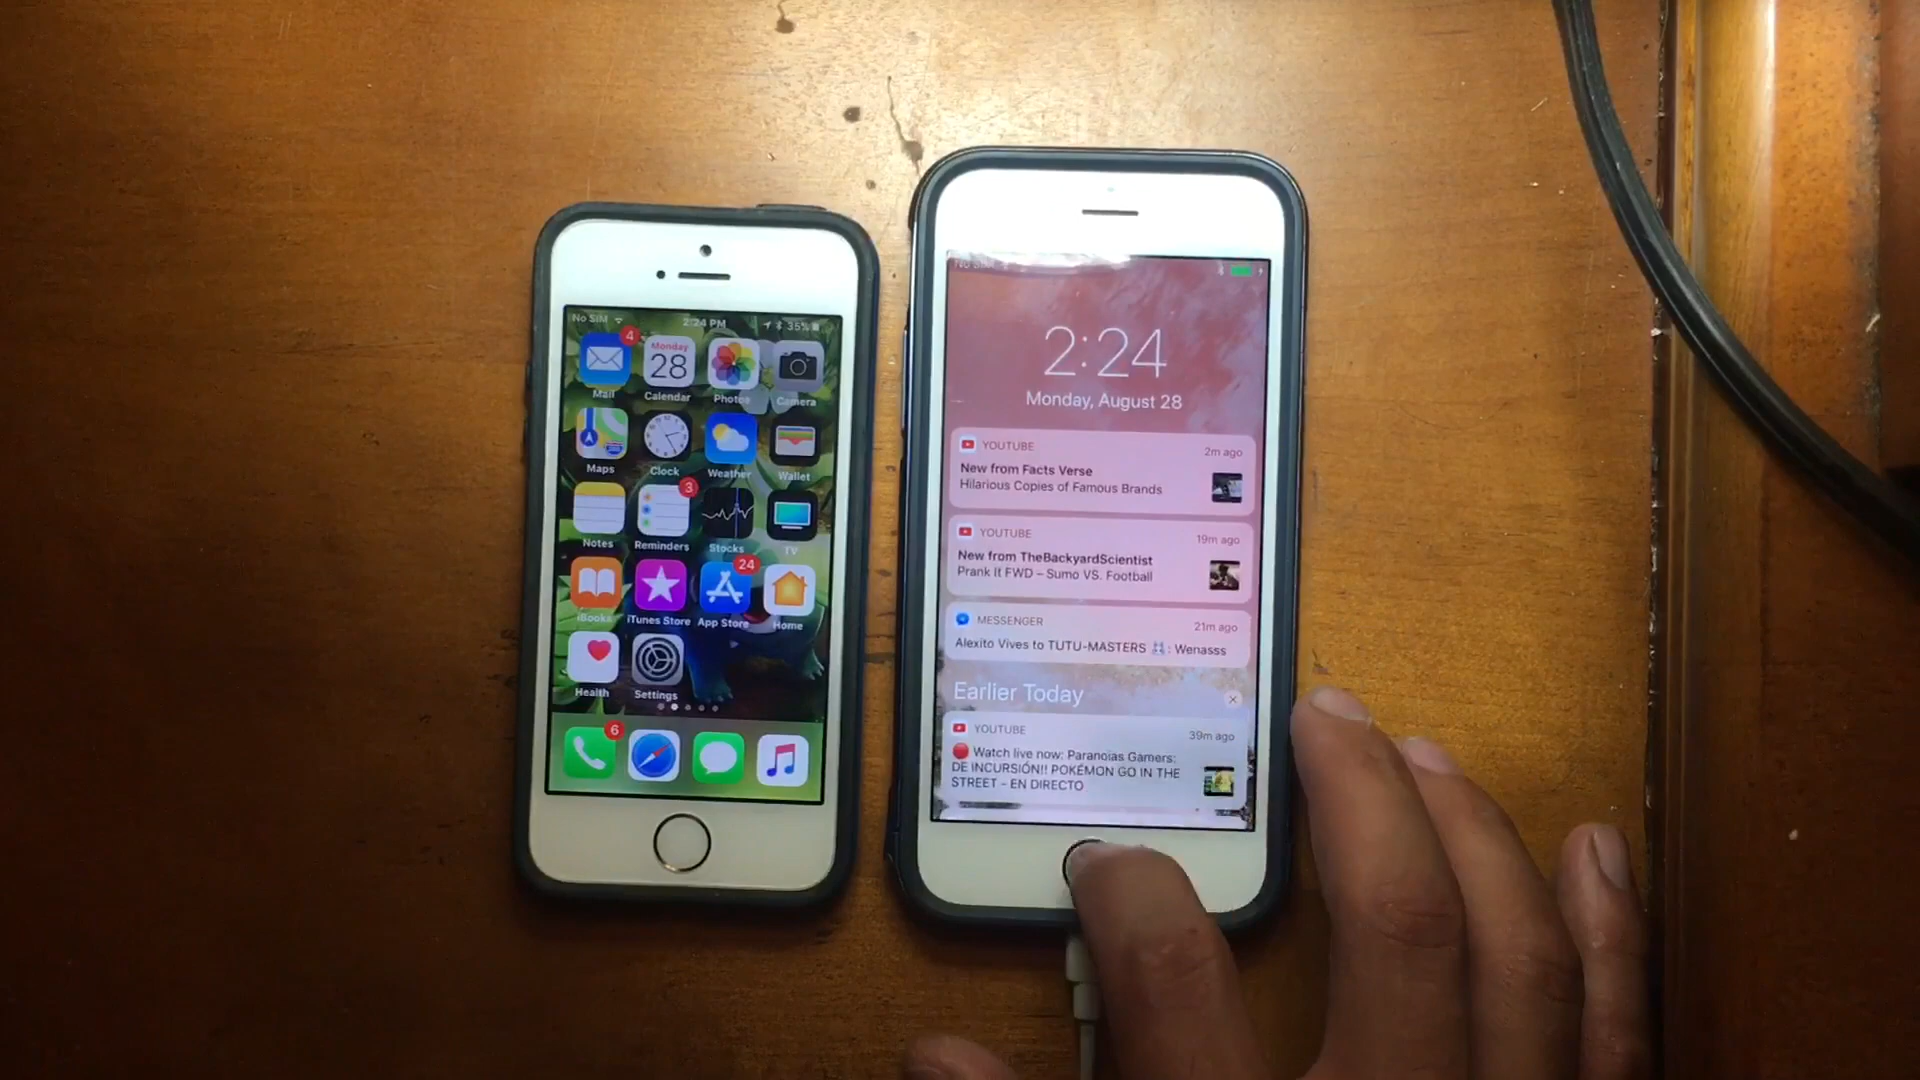 No SIM 2:24 PM 35%
4
Monday
28
Mail Calendar Photos Camera
Maps Clock Weather Wallet
3
Notes Reminders Stocks TV
24
iBooks iTunes Store App Store Home
Health Settings
6
No SIM
2:24
Monday, August 28
YOUTUBE 2m ago
New from Facts Verse
Hilarious Copies of Famous Brands
YOUTUBE 19m ago
New from TheBackyardScientist
Prank It FWD – Sumo VS. Football
MESSENGER 21m ago
Alexito Vives to TUTU-MASTERS : Wenasss
Earlier Today
YOUTUBE 39m ago
Watch live now: Paranoias Gamers:
DE INCURSIÓN!! POKÉMON GO IN THE
STREET – EN DIRECTO